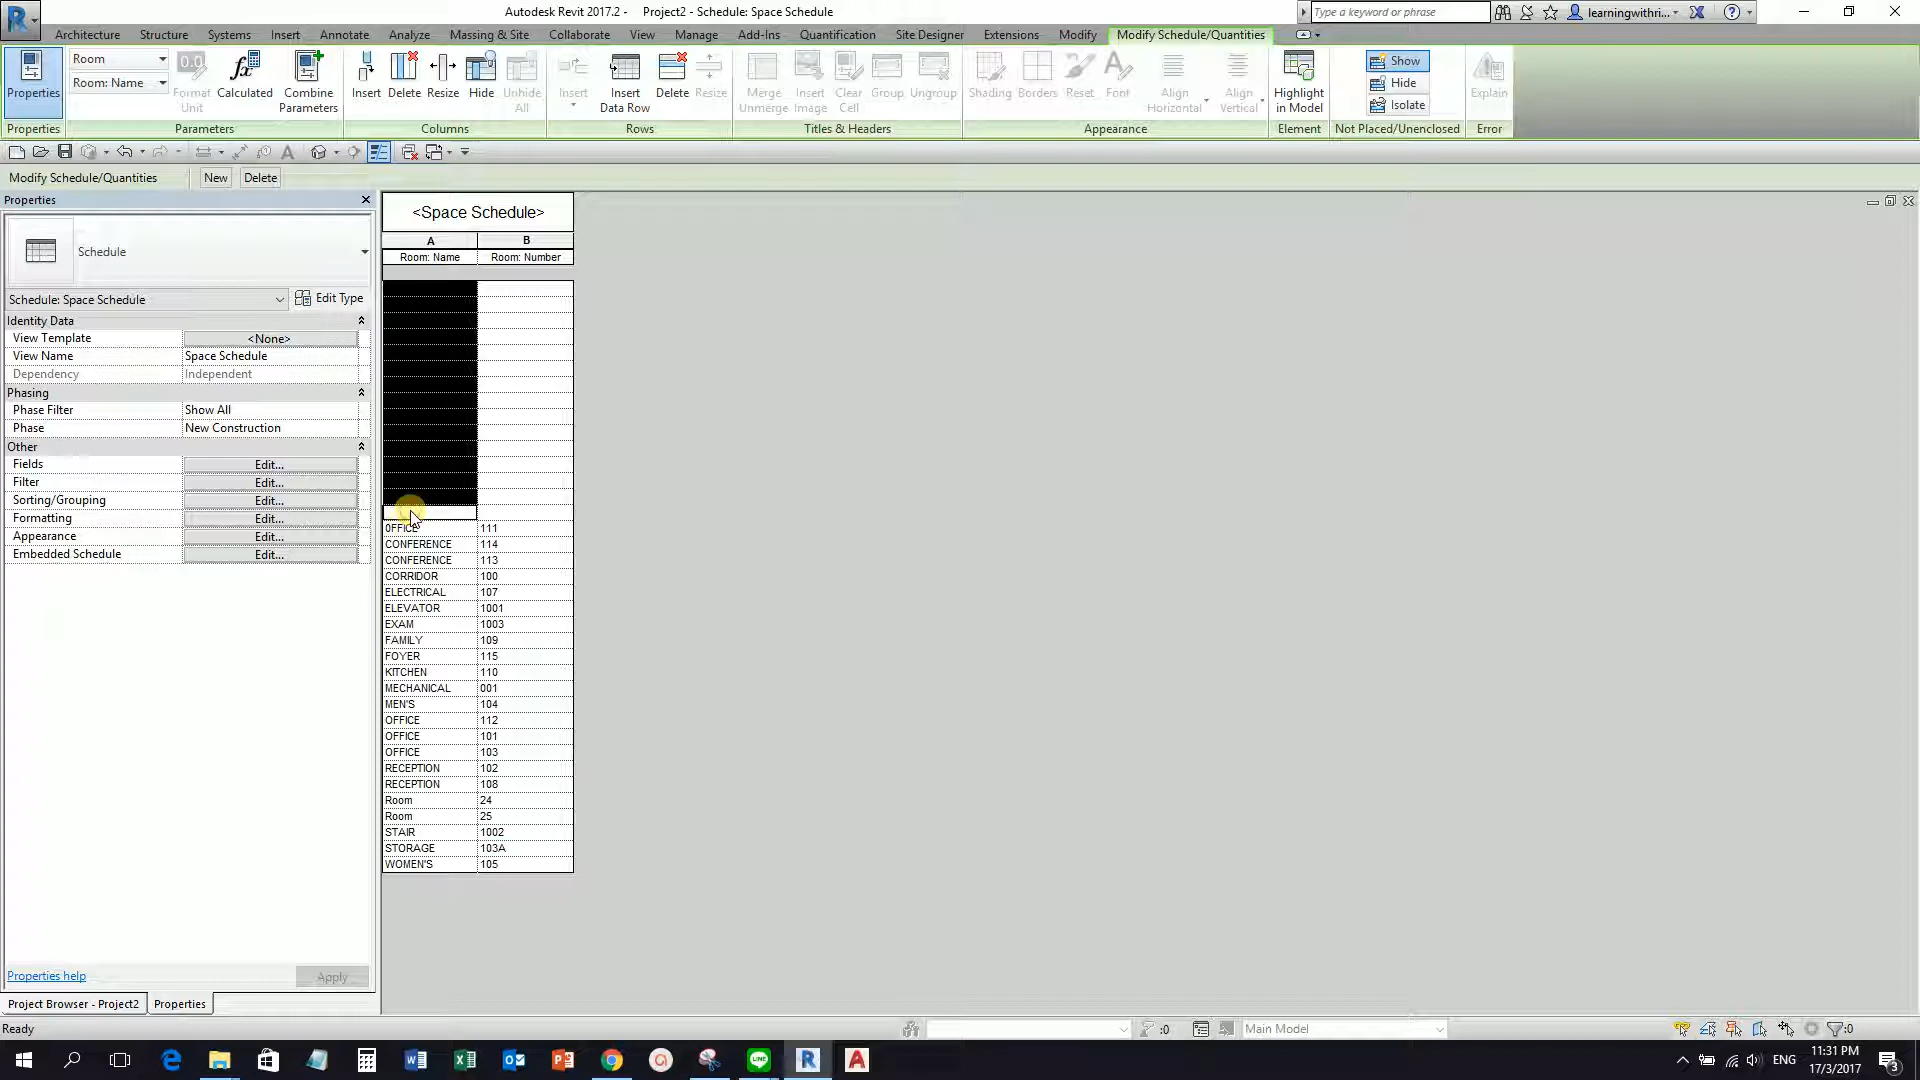 Autodesk Revit 2017.2 - Project2 - Schedule: Space Schedule
Type a keyword or phrase
learningwithri...
Architecture Structure Systems Insert Annotate Analyze Massing & Site Collaborate View Manage Add-Ins Quantification Site Designer Extensions Modify Modify Schedule/Quantities
Properties
Room
Room: Name
Format Unit
Calculated
Combine Parameters
Insert Delete Resize Hide Unhide All
Insert
Insert Data Row
Delete Resize
Merge Unmerge
Insert Image
Clear Cell
Group Ungroup
Shading Borders Reset Font
Align Horizontal
Align Vertical
Highlight in Model
Show
Hide
Isolate
Explain
Properties Parameters Columns Rows Titles & Headers Appearance Element Not Placed/Unenclosed Error
Modify Schedule/Quantities New Delete
Properties
Schedule
Schedule: Space Schedule Edit Type
Identity Data
View Template <None>
View Name Space Schedule
Dependency Independent
Phasing
Phase Filter Show All
Phase New Construction
Other
Fields Edit...
Filter Edit...
Sorting/Grouping Edit...
Formatting Edit...
Appearance Edit...
Embedded Schedule Edit...
Properties help Apply
Project Browser - Project2 Properties
<Space Schedule>
A B
Room: Name Room: Number
0FFICE 111
CONFERENCE 114
CONFERENCE 113
CORRIDOR 100
ELECTRICAL 107
ELEVATOR 1001
EXAM 1003
FAMILY 109
FOYER 115
KITCHEN 110
MECHANICAL 001
MEN'S 104
OFFICE 112
OFFICE 101
OFFICE 103
RECEPTION 102
RECEPTION 108
Room 24
Room 25
STAIR 1002
STORAGE 103A
WOMEN'S 105
Ready
:0
Main Model
:0
ENG
11:31 PM
17/3/2017
3